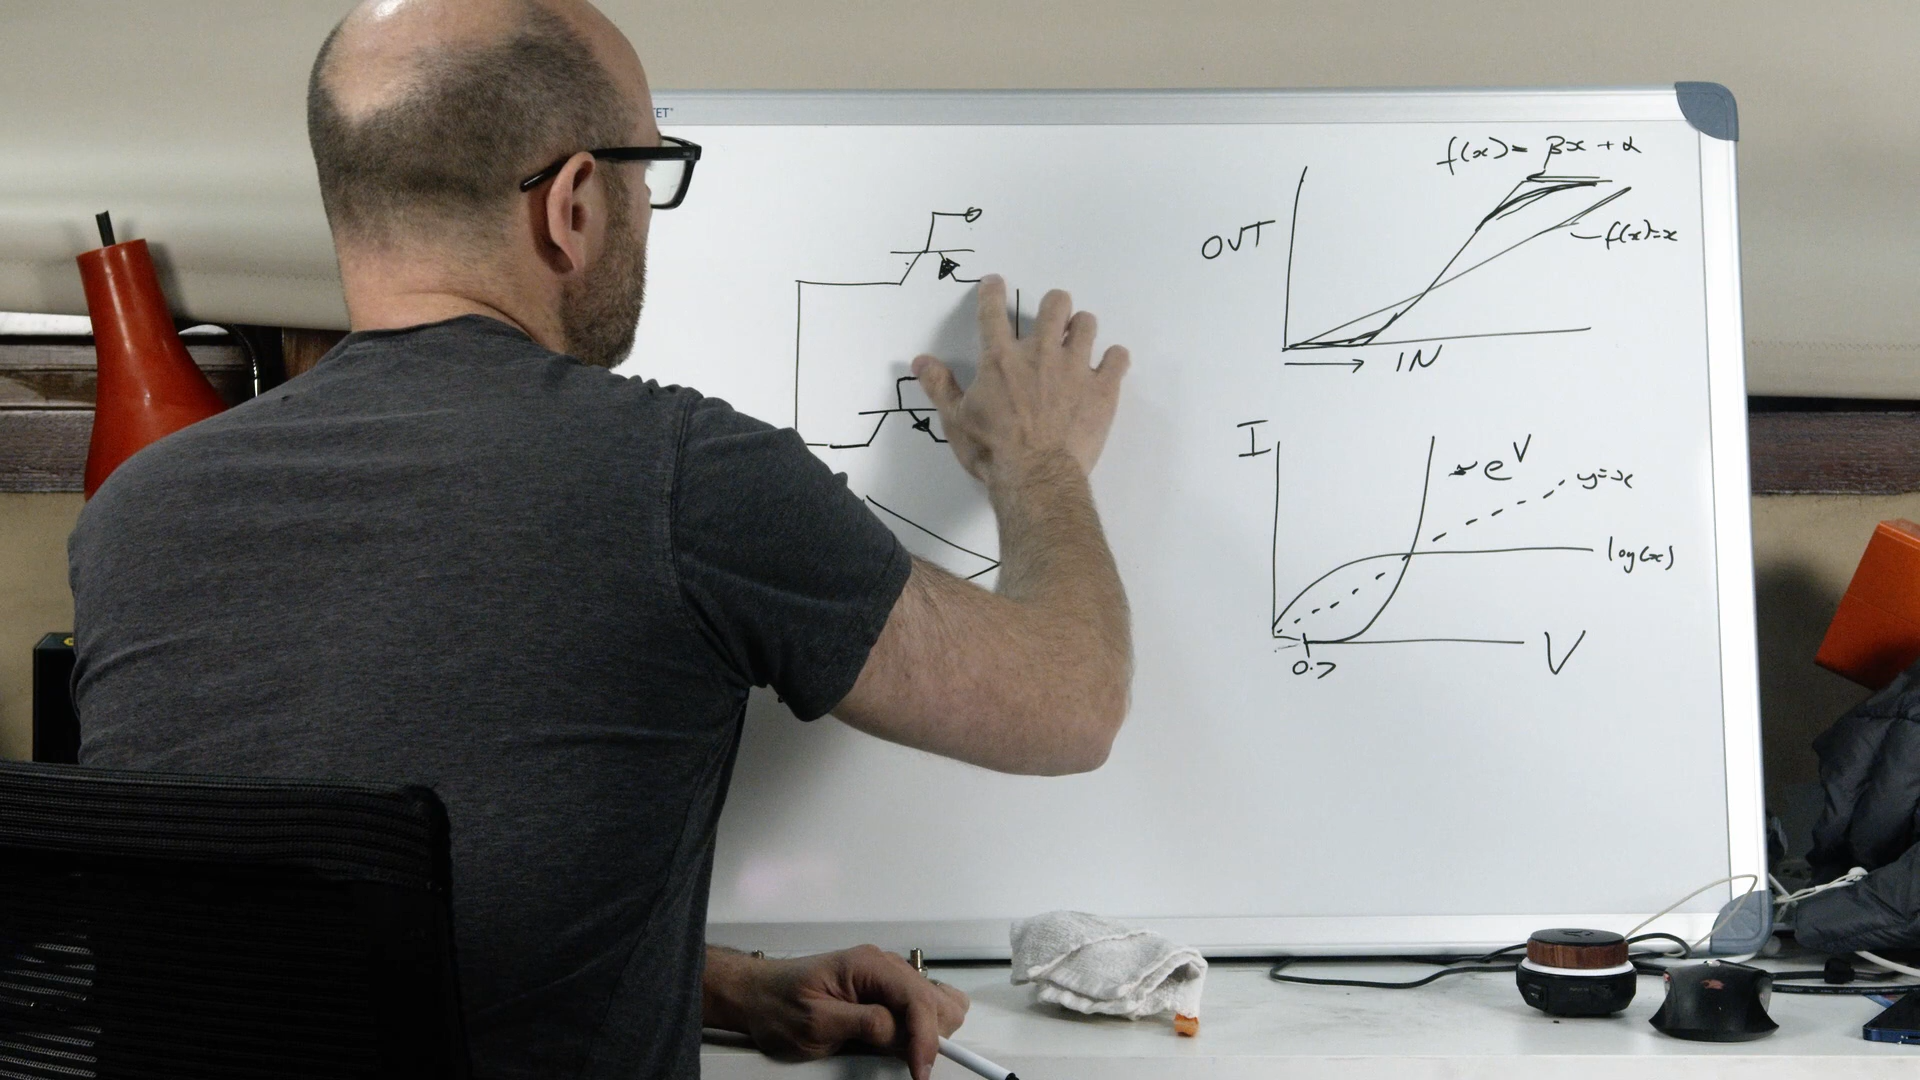 f(x) = βx + α
OUT
f(x)=x
IN
I
e^V
y=x
log(x)
0.7
V